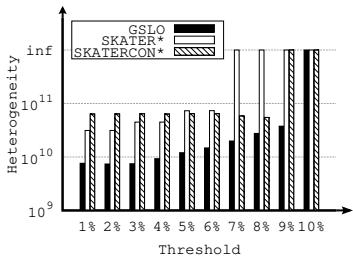 GSLO
SKATER*
SKATERCON*
inf
10^11
10^10
10^9
Heterogeneity
1% 2% 3% 4% 5% 6% 7% 8% 9% 10%
Threshold